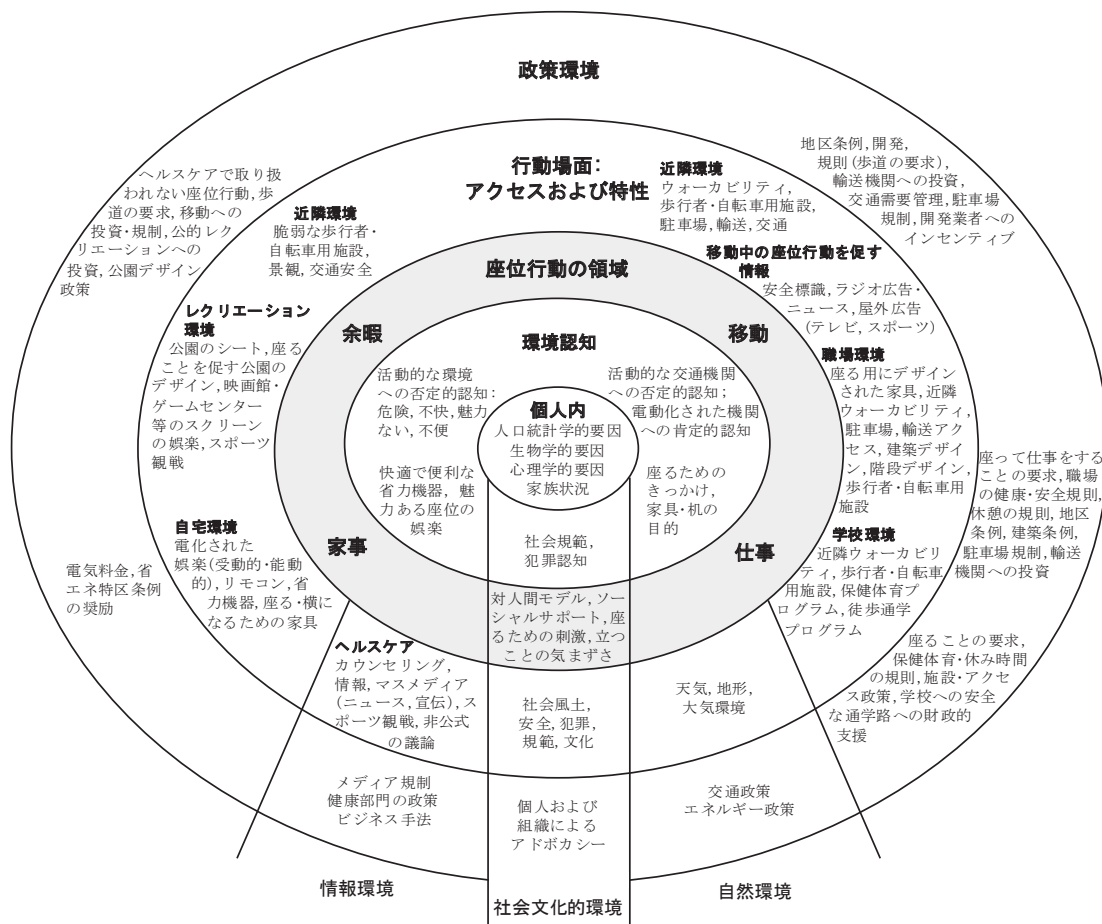 政策環境
ヘルスケアで取り扱
われない座位行動,歩
道の要求,移動への
投資・規制,公的レク
リエーションへの
投資,公園デザイン
政策
行動場面:
アクセスおよび特性
近隣環境
脆弱な歩行者・
自転車用施設,
景観,交通安全
近隣環境
ウォーカビリティ,
歩行者・自転車用施設,
駐車場,輸送,交通
地区条例,開発,
規則(歩道の要求),
輸送機関への投資,
交通需要管理,駐車場
規制,開発業者への
インセンティブ
移動中の座位行動を促す
情報
安全標識,ラジオ広告・
ニュース,屋外広告
(テレビ,スポーツ)
座位行動の領域
余暇
移動
家事
仕事
レクリエーション
環境
公園のシート,座る
ことを促す公園の
デザイン,映画館・
ゲームセンター
等のスクリーン
の娯楽,スポーツ
観戦
環境認知
活動的な環境
への否定的認知:
危険,不快,魅力
ない,不便
活動的な交通機関
への否定的認知;
電動化された機関
への肯定的認知
個人内
人口統計学的要因
生物学的要因
心理学的要因
家族状況
快適で便利な
省力機器,魅
力ある座位の
娯楽
座るための
きっかけ,
家具・机の
目的
社会規範,
犯罪認知
職場環境
座る用にデザイン
された家具,近隣
ウォーカビリティ,
駐車場,輸送アク
セス,建築デザイ
ン,階段デザイン,
歩行者・自転車用
施設
座って仕事をする
ことの要求,職場
の健康・安全規則,
休憩の規則,地区
条例,建築条例,
駐車場規制,輸送
機関への投資
自宅環境
電化された
娯楽(受動的・能動
的),リモコン,省
力機器,座る・横に
なるための家具
電気料金,省
エネ特区条例
の奨励
学校環境
近隣ウォーカビリ
ティ,歩行者・自転車
用施設,保健体育プ
ログラム,徒歩通学
プログラム
座ることの要求,
保健体育・休み時間
の規則,施設・アクセ
ス政策,学校への安全
な通学路への財政的
支援
対人間モデル,ソー
シャルサポート,座
るための刺激,立つ
ことの気まずさ
ヘルスケア
カウンセリング,
情報,マスメディア
(ニュース,宣伝),ス
ポーツ観戦,非公式
の議論
社会風土,
安全,犯罪,
規範,文化
天気,地形,
大気環境
メディア規制
健康部門の政策
ビジネス手法
個人および
組織による
アドボカシー
交通政策
エネルギー政策
情報環境
社会文化的環境
自然環境